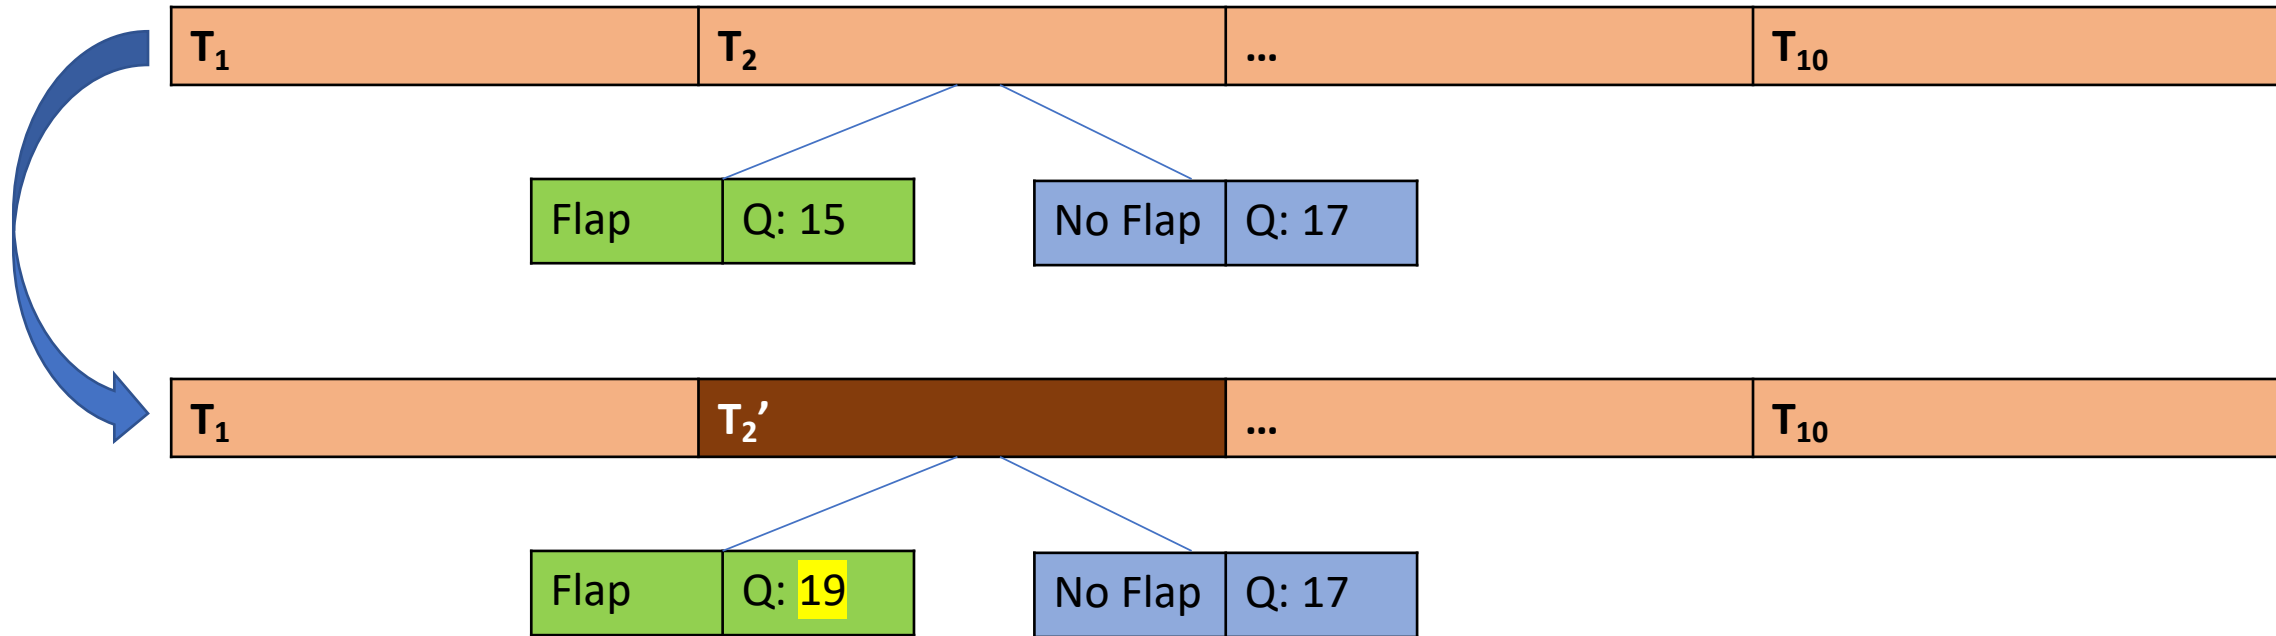 T₁ T₂ ... T₁₀
Flap Q: 15 No Flap Q: 17
T₁ T₂’ ... T₁₀
Flap Q: 19 No Flap Q: 17